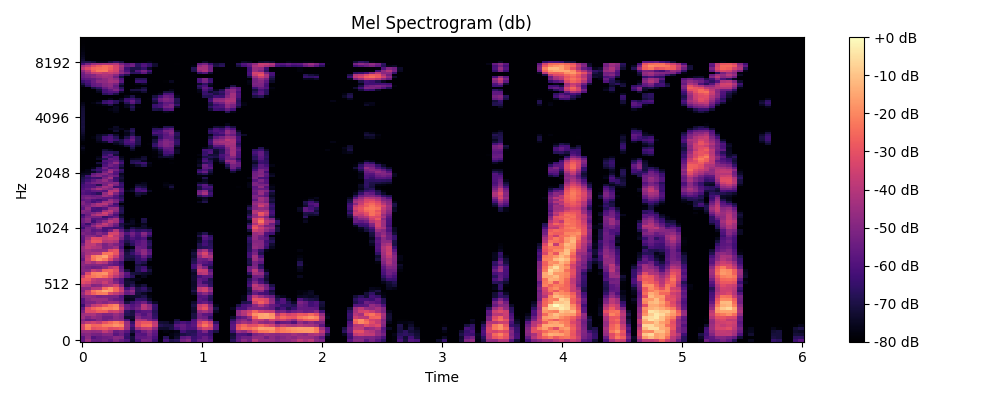 Mel Spectrogram (db)
Hz
8192
4096
2048
1024
512
0
0 1 2 3 4 5 6
Time
+0 dB
-10 dB
-20 dB
-30 dB
-40 dB
-50 dB
-60 dB
-70 dB
-80 dB